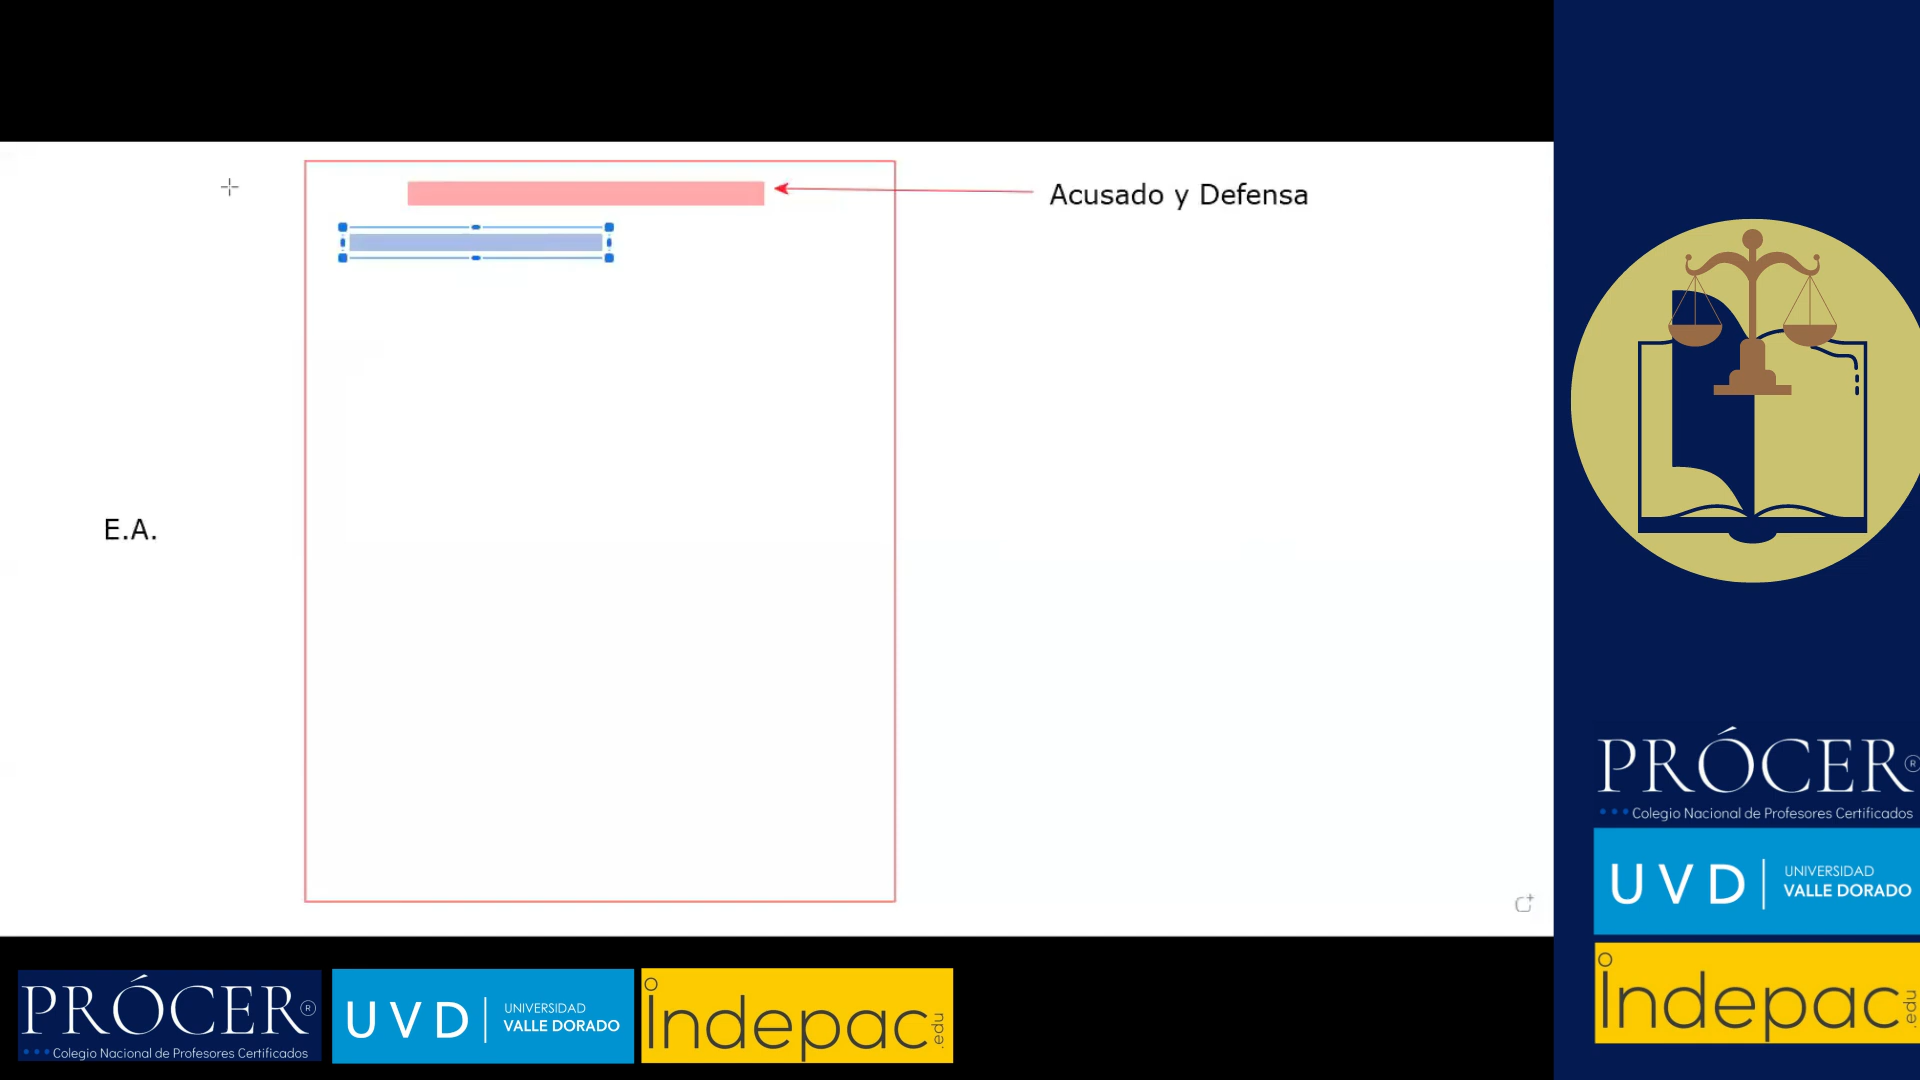 Acusado y Defensa
E.A.
PRÓCER®
Colegio Nacional de Profesores Certificados
UVD
UNIVERSIDAD
VALLE DORADO
indepac
.edu
PRÓCER®
Colegio Nacional de Profesores Certificados
UVD
UNIVERSIDAD
VALLE DORADO
indepac
.edu